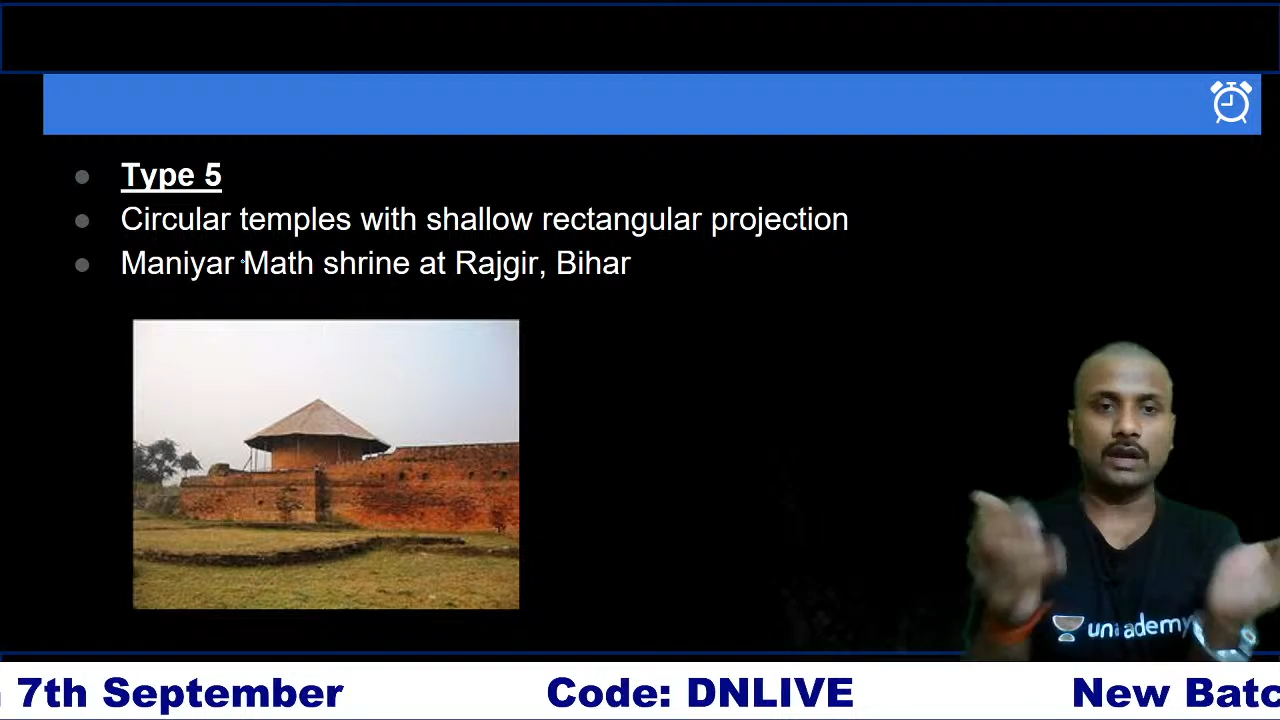 Type 5
Circular temples with shallow rectangular projection
Maniyar Math shrine at Rajgir, Bihar
unacademy
7th September Code: DNLIVE New